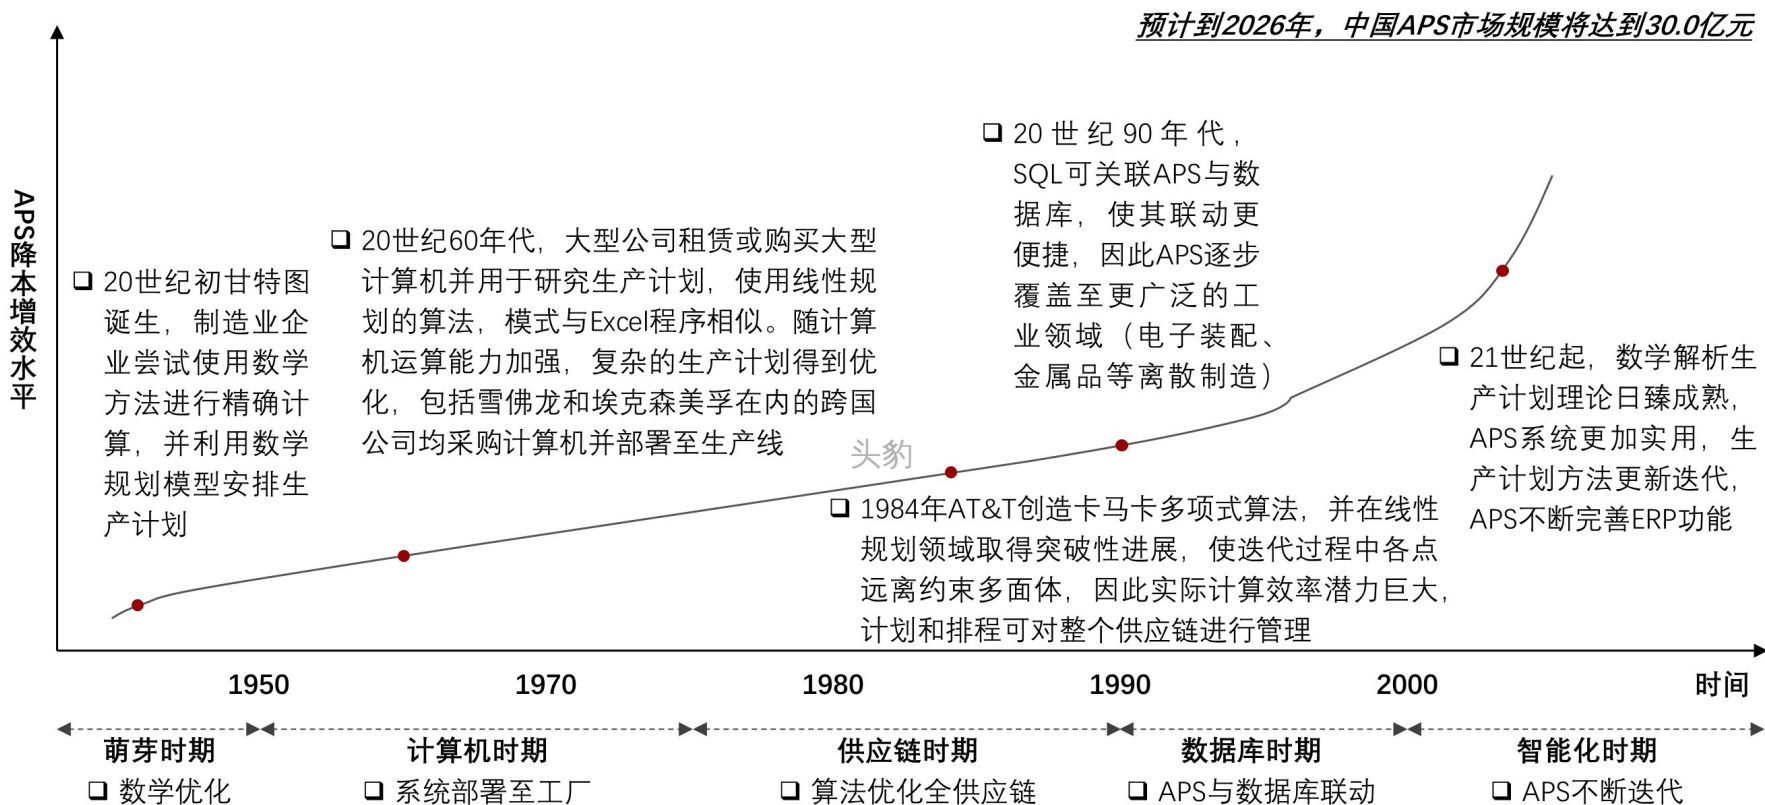 预计到2026年，中国APS市场规模将达到30.0亿元
APS降本增效水平
❑ 20世纪初甘特图
诞生，制造业企
业尝试使用数学
方法进行精确计
算，并利用数学
规划模型安排生
产计划
❑ 20世纪60年代，大型公司租赁或购买大型
计算机并用于研究生产计划，使用线性规
划的算法，模式与Excel程序相似。随计算
机运算能力加强，复杂的生产计划得到优
化，包括雪佛龙和埃克森美孚在内的跨国
公司均采购计算机并部署至生产线
头豹
❑ 1984年AT&T创造卡马卡多项式算法，并在线性
规划领域取得突破性进展，使迭代过程中各点
远离约束多面体，因此实际计算效率潜力巨大，
计划和排程可对整个供应链进行管理
❑ 20世纪90年代，
SQL可关联APS与数
据库，使其联动更
便捷，因此APS逐步
覆盖至更广泛的工
业领域（电子装配、
金属品等离散制造）
❑ 21世纪起，数学解析生
产计划理论日臻成熟，
APS系统更加实用，生
产计划方法更新迭代，
APS不断完善ERP功能
1950 1970 1980 1990 2000 时间
萌芽时期 计算机时期 供应链时期 数据库时期 智能化时期
❑ 数学优化 ❑ 系统部署至工厂 ❑ 算法优化全供应链 ❑ APS与数据库联动 ❑ APS不断迭代